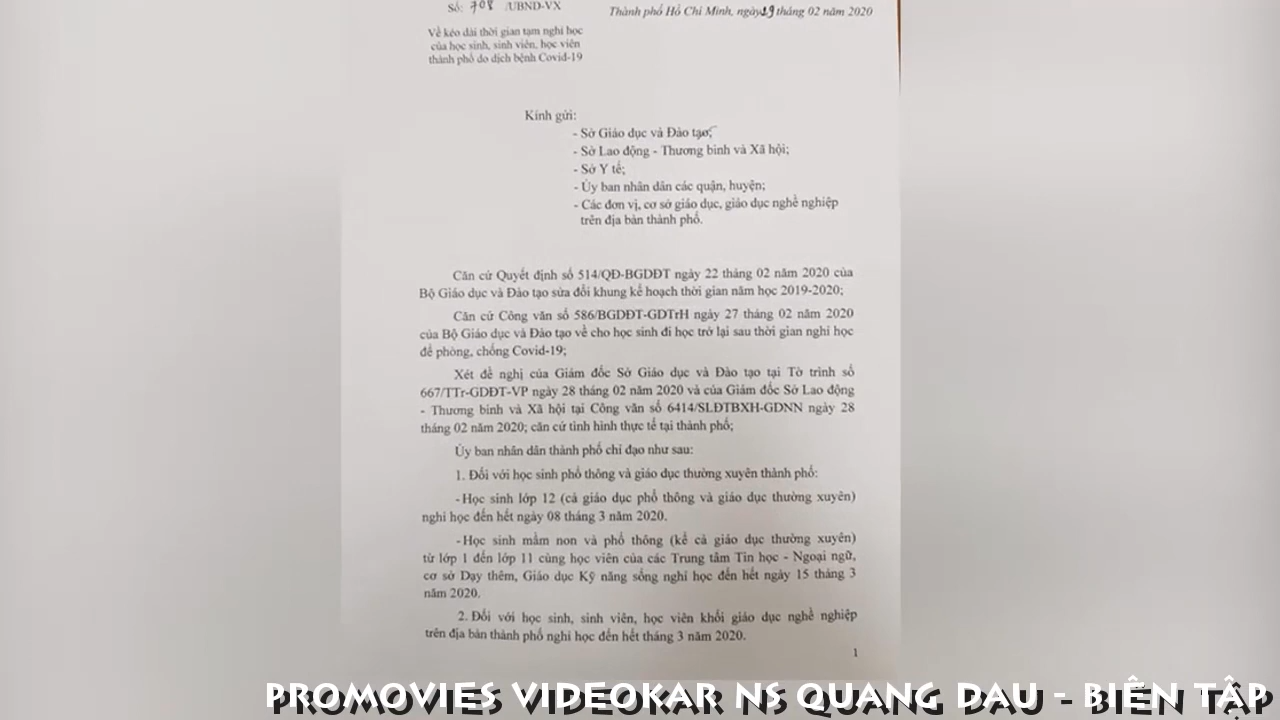 Số: 708 /UBND-VX
Thành phố Hồ Chí Minh, ngày 29 tháng 02 năm 2020
Về kéo dài thời gian tạm nghỉ học
của học sinh, sinh viên, học viên
thành phố do dịch bệnh Covid-19
Kính gửi:
- Sở Giáo dục và Đào tạo;
- Sở Lao động - Thương binh và Xã hội;
- Sở Y tế;
- Ủy ban nhân dân các quận, huyện;
- Các đơn vị, cơ sở giáo dục, giáo dục nghề nghiệp
trên địa bàn thành phố.
Căn cứ Quyết định số 514/QĐ-BGDĐT ngày 22 tháng 02 năm 2020 của
Bộ Giáo dục và Đào tạo sửa đổi khung kế hoạch thời gian năm học 2019-2020;
Căn cứ Công văn số 586/BGDĐT-GDTrH ngày 27 tháng 02 năm 2020
của Bộ Giáo dục và Đào tạo về cho học sinh đi học trở lại sau thời gian nghỉ học
để phòng, chống Covid-19;
Xét đề nghị của Giám đốc Sở Giáo dục và Đào tạo tại Tờ trình số
667/TTr-GDĐT-VP ngày 28 tháng 02 năm 2020 và của Giám đốc Sở Lao động
- Thương binh và Xã hội tại Công văn số 6414/SLĐTBXH-GDNN ngày 28
tháng 02 năm 2020; căn cứ tình hình thực tế tại thành phố;
Ủy ban nhân dân thành phố chỉ đạo như sau:
1. Đối với học sinh phổ thông và giáo dục thường xuyên thành phố:
- Học sinh lớp 12 (cả giáo dục phổ thông và giáo dục thường xuyên)
nghỉ học đến hết ngày 08 tháng 3 năm 2020.
- Học sinh mầm non và phổ thông (kể cả giáo dục thường xuyên)
từ lớp 1 đến lớp 11 cùng học viên của các Trung tâm Tin học - Ngoại ngữ,
cơ sở Dạy thêm, Giáo dục Kỹ năng sống nghỉ học đến hết ngày 15 tháng 3
năm 2020.
2. Đối với học sinh, sinh viên, học viên khối giáo dục nghề nghiệp
trên địa bàn thành phố nghỉ học đến hết tháng 3 năm 2020.
1
PROMOVIES VIDEOKAR NS QUANG DAU - BIÊN TẬP